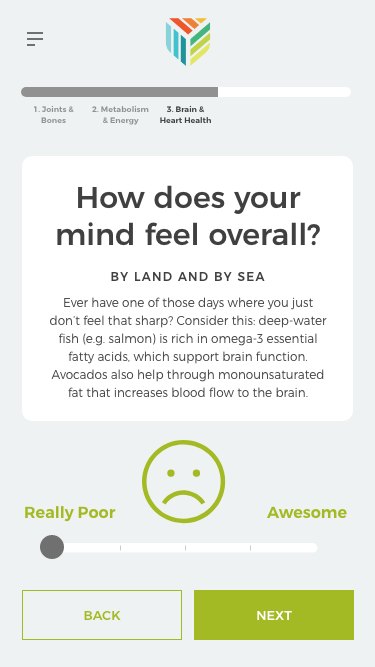 1. Joints &
Bones
2. Metabolism
& Energy
3. Brain &
Heart Health
How does your
mind feel overall?
BY LAND AND BY SEA
Ever have one of those days where you just
don't feel that sharp? Consider this: deep-water
fish (e.g. salmon) is rich in omega-3 essential
fatty acids, which support brain function.
Avocados also help through monounsaturated
fat that increases blood flow to the brain.
Really Poor
Awesome
BACK
NEXT